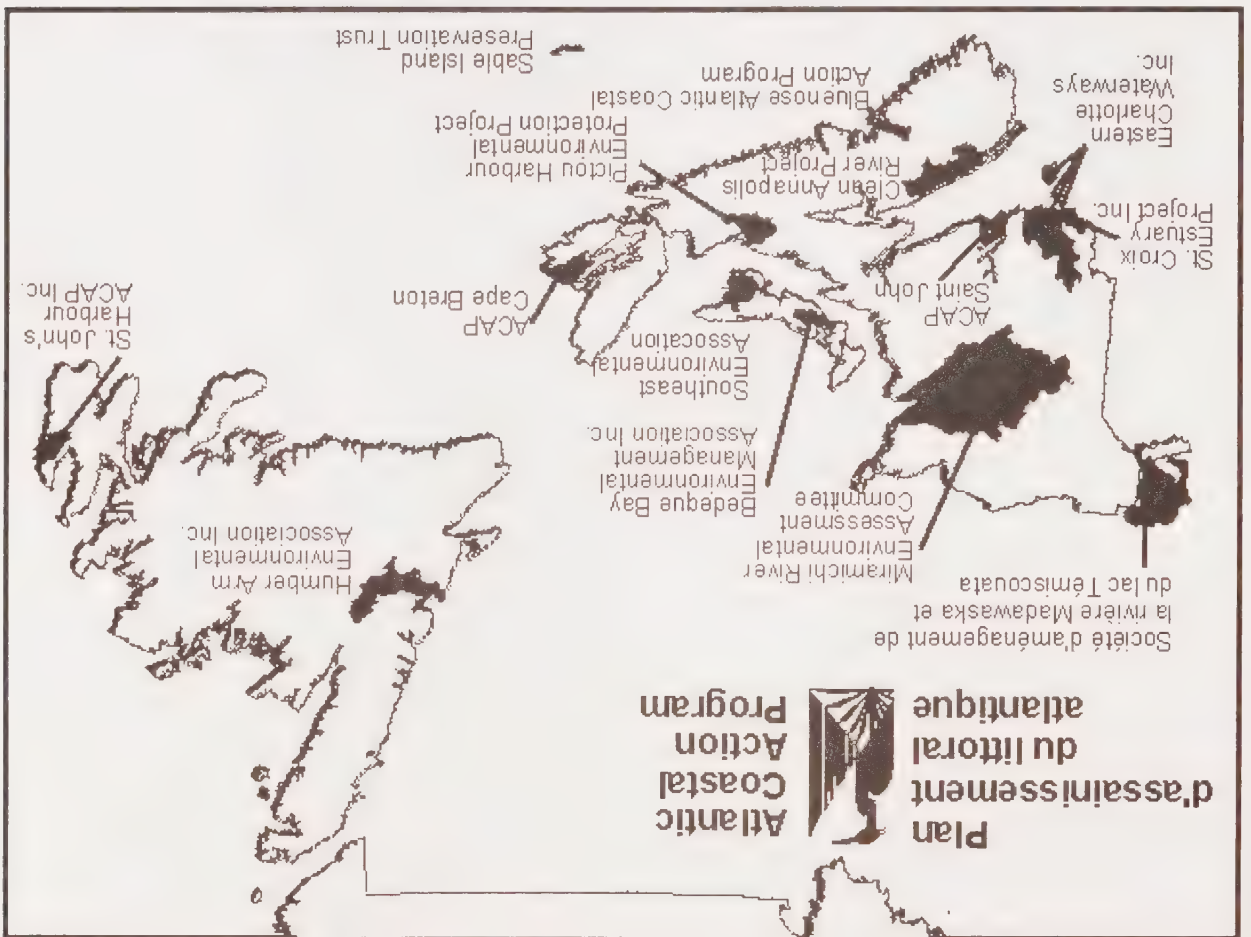 Plan
d'assainissement
du littoral
atlantique
Atlantic
Coastal
Action
Program
Société d'aménagement de
la rivière Madawaska et
du lac Témiscouata
Miramichi River
Environmental
Assessment
Committee
Bedeque Bay
Environmental
Management
Association Inc.
Southeast
Environmental
Assocation
Humber Arm
Environmental
Association Inc.
St. John's
Harbour
ACAP Inc.
ACAP
Cape Breton
ACAP
Saint John
St. Croix
Estuary
Project Inc.
Eastern
Charlotte
Waterways
Inc.
Clean Annapolis
River Project
Pictou Harbour
Environmental
Protection Project
Bluenose Atlantic Coastal
Action Program
Sable Island
Preservation Trust